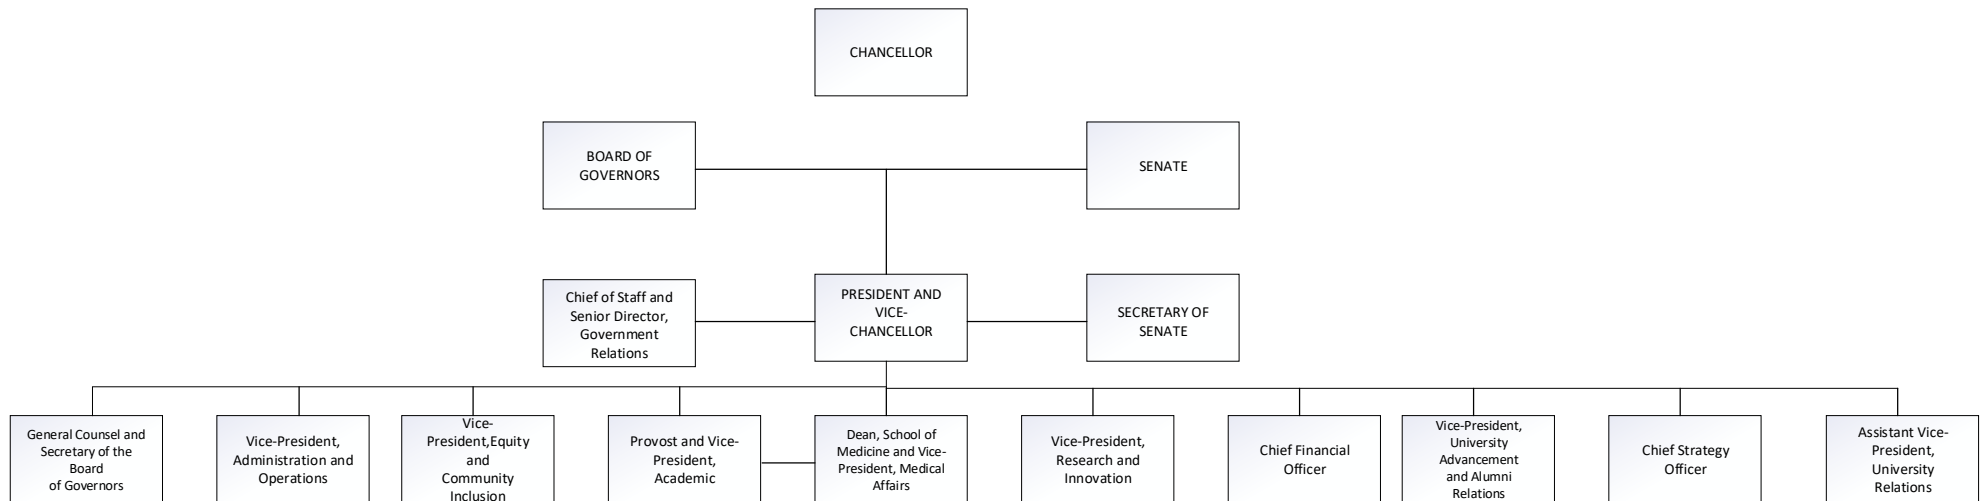 CHANCELLOR
BOARD OF
GOVERNORS
SENATE
Chief of Staff and
Senior Director,
Government
Relations
PRESIDENT AND
VICE-
CHANCELLOR
SECRETARY OF
SENATE
General Counsel and
Secretary of the
Board
of Governors
Vice-President,
Administration and
Operations
Vice-
President,Equity
and
Community
Inclusion
Provost and Vice-
President,
Academic
Dean, School of
Medicine and Vice-
President, Medical
Affairs
Vice-President,
Research and
Innovation
Chief Financial
Officer
Vice-President,
University
Advancement
and Alumni
Relations
Chief Strategy
Officer
Assistant Vice-
President,
University
Relations